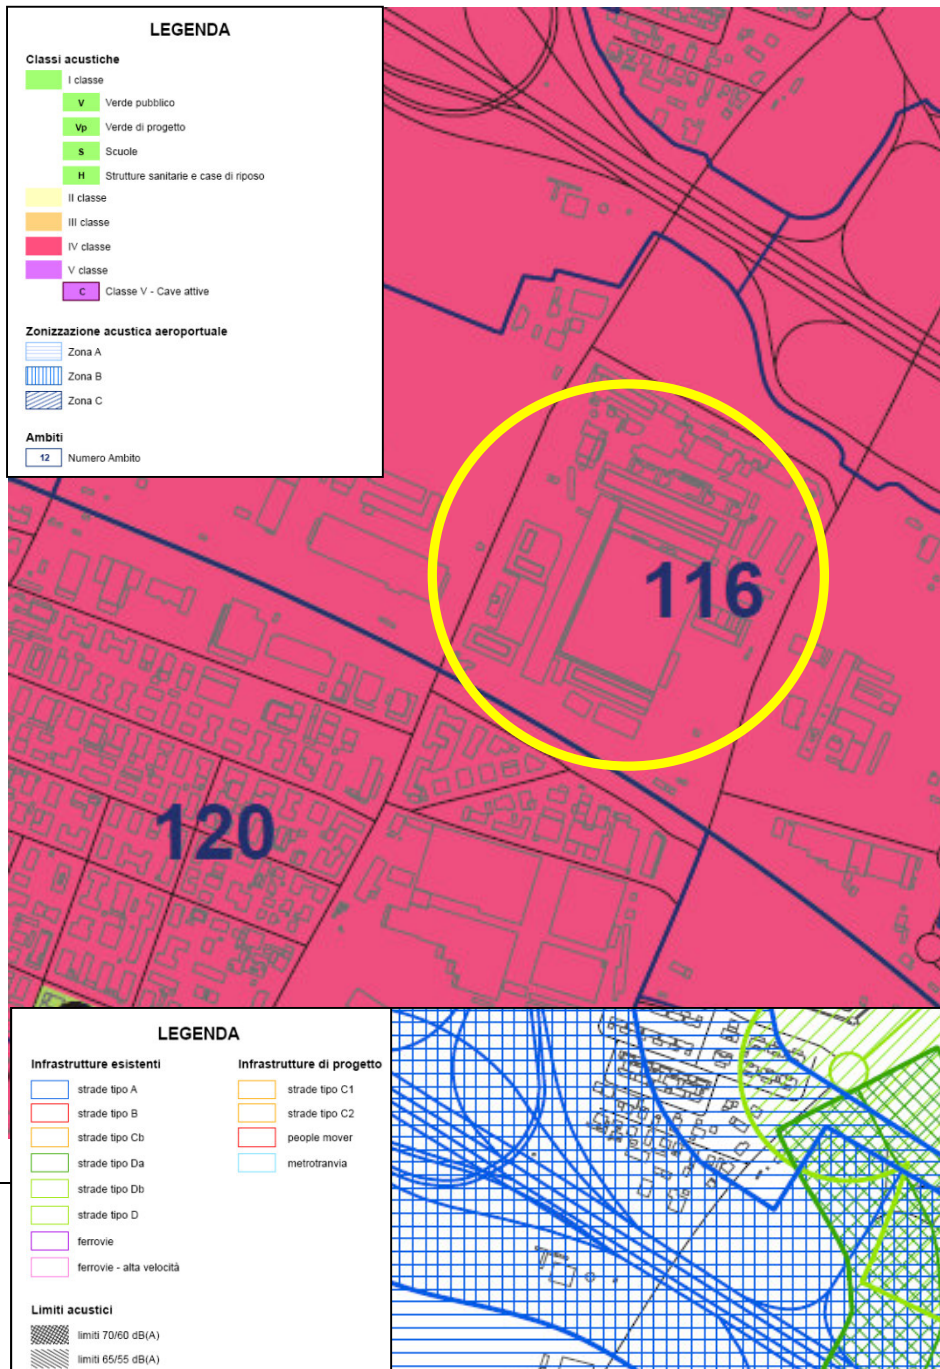 LEGENDA
Classi acustiche
I classe
V Verde pubblico
Vp Verde di progetto
S Scuole
H Strutture sanitarie e case di riposo
II classe
III classe
IV classe
V classe
C Classe V - Cave attive
Zonizzazione acustica aeroportuale
Zona A
Zona B
Zona C
Ambiti
12 Numero Ambito
116
120
LEGENDA
Infrastrutture esistenti
strade tipo A
strade tipo B
strade tipo Cb
strade tipo Da
strade tipo Db
strade tipo D
ferrovie
ferrovie - alta velocità
Infrastrutture di progetto
strade tipo C1
strade tipo C2
people mover
metrotranvia
Limiti acustici
limiti 70/60 dB(A)
limiti 65/55 dB(A)